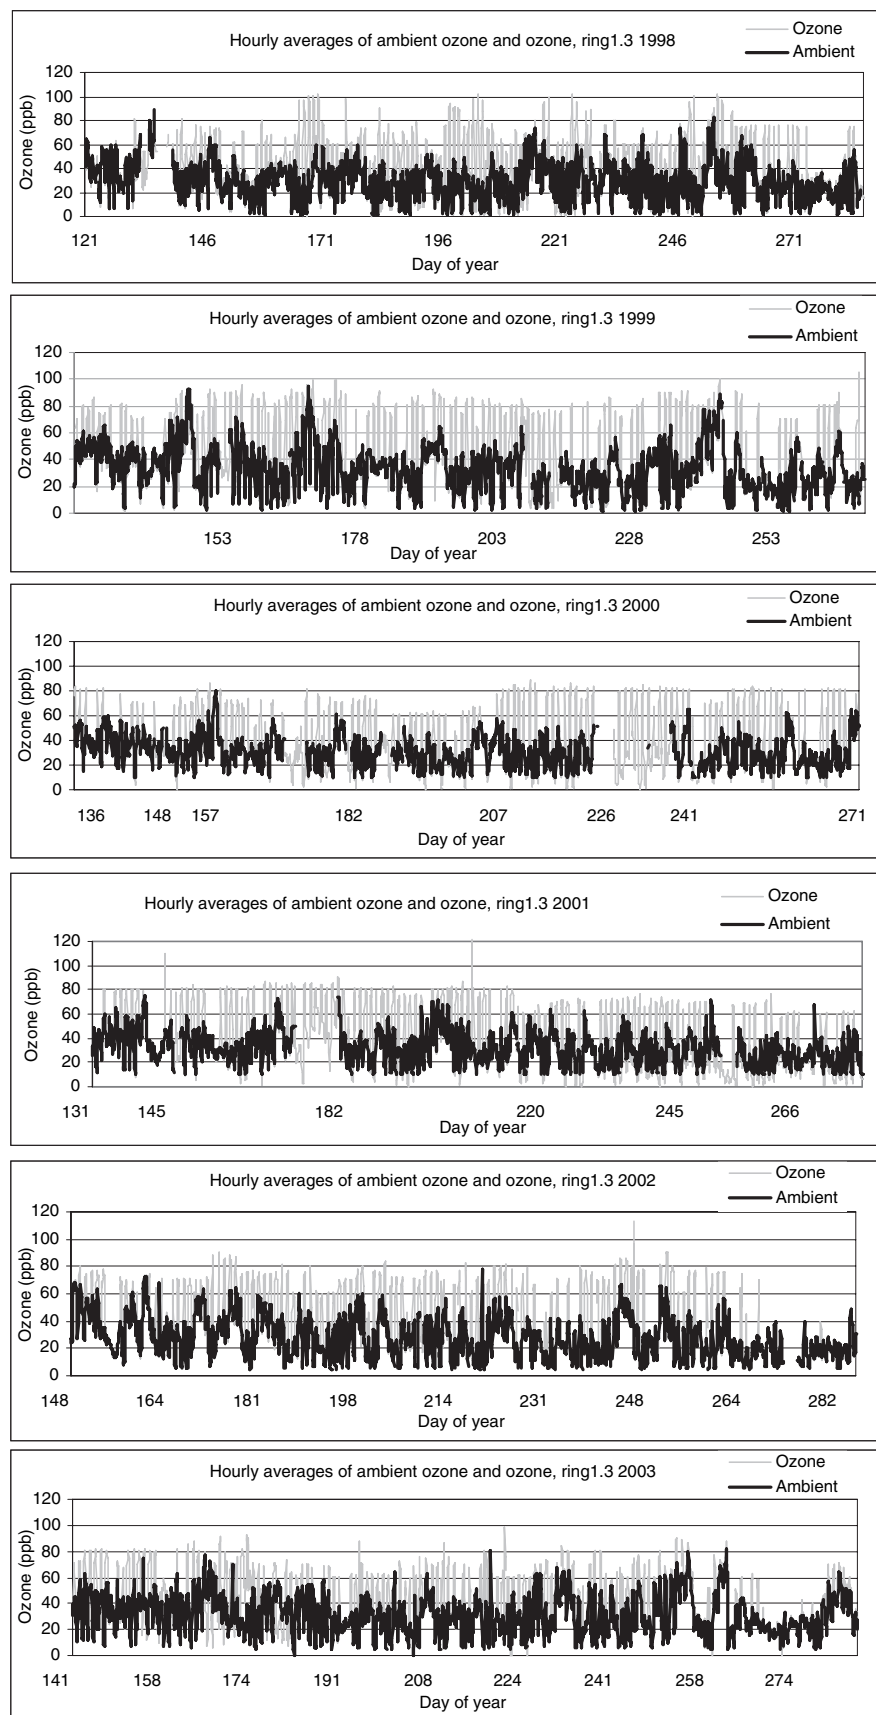 Hourly averages of ambient ozone and ozone, ring1.3 1998
Ozone
Ambient
Ozone (ppb)
120
100
80
60
40
20
0
121 146 171 196 221 246 271
Day of year
Hourly averages of ambient ozone and ozone, ring1.3 1999
Ozone
Ambient
Ozone (ppb)
120
100
80
60
40
20
0
153 178 203 228 253
Day of year
Hourly averages of ambient ozone and ozone, ring1.3 2000
Ozone
Ambient
Ozone (ppb)
120
100
80
60
40
20
0
136 148 157 182 207 226 241 271
Day of year
Hourly averages of ambient ozone and ozone, ring1.3 2001
Ozone
Ambient
Ozone (ppb)
120
100
80
60
40
20
0
131 145 182 220 245 266
Day of year
Hourly averages of ambient ozone and ozone, ring1.3 2002
Ozone
Ambient
Ozone (ppb)
120
100
80
60
40
20
0
148 164 181 198 214 231 248 264 282
Day of year
Hourly averages of ambient ozone and ozone, ring1.3 2003
Ozone
Ambient
Ozone (ppb)
120
100
80
60
40
20
0
141 158 174 191 208 224 241 258 274
Day of year